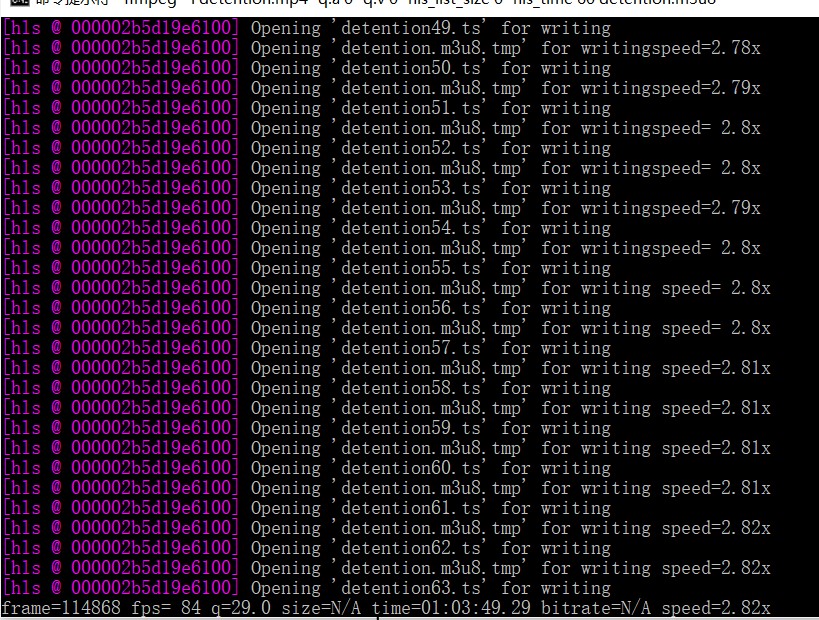 [hls @ 000002b5d19e6100] Opening 'detention49.ts' for writing
[hls @ 000002b5d19e6100] Opening 'detention.m3u8.tmp' for writingspeed=2.78x
[hls @ 000002b5d19e6100] Opening 'detention50.ts' for writing
[hls @ 000002b5d19e6100] Opening 'detention.m3u8.tmp' for writingspeed=2.79x
[hls @ 000002b5d19e6100] Opening 'detention51.ts' for writing
[hls @ 000002b5d19e6100] Opening 'detention.m3u8.tmp' for writingspeed= 2.8x
[hls @ 000002b5d19e6100] Opening 'detention52.ts' for writing
[hls @ 000002b5d19e6100] Opening 'detention.m3u8.tmp' for writingspeed= 2.8x
[hls @ 000002b5d19e6100] Opening 'detention53.ts' for writing
[hls @ 000002b5d19e6100] Opening 'detention.m3u8.tmp' for writingspeed=2.79x
[hls @ 000002b5d19e6100] Opening 'detention54.ts' for writing
[hls @ 000002b5d19e6100] Opening 'detention.m3u8.tmp' for writingspeed= 2.8x
[hls @ 000002b5d19e6100] Opening 'detention55.ts' for writing
[hls @ 000002b5d19e6100] Opening 'detention.m3u8.tmp' for writing speed= 2.8x
[hls @ 000002b5d19e6100] Opening 'detention56.ts' for writing
[hls @ 000002b5d19e6100] Opening 'detention.m3u8.tmp' for writing speed= 2.8x
[hls @ 000002b5d19e6100] Opening 'detention57.ts' for writing
[hls @ 000002b5d19e6100] Opening 'detention.m3u8.tmp' for writing speed=2.81x
[hls @ 000002b5d19e6100] Opening 'detention58.ts' for writing
[hls @ 000002b5d19e6100] Opening 'detention.m3u8.tmp' for writing speed=2.81x
[hls @ 000002b5d19e6100] Opening 'detention59.ts' for writing
[hls @ 000002b5d19e6100] Opening 'detention.m3u8.tmp' for writing speed=2.81x
[hls @ 000002b5d19e6100] Opening 'detention60.ts' for writing
[hls @ 000002b5d19e6100] Opening 'detention.m3u8.tmp' for writing speed=2.81x
[hls @ 000002b5d19e6100] Opening 'detention61.ts' for writing
[hls @ 000002b5d19e6100] Opening 'detention.m3u8.tmp' for writing speed=2.82x
[hls @ 000002b5d19e6100] Opening 'detention62.ts' for writing
[hls @ 000002b5d19e6100] Opening 'detention.m3u8.tmp' for writing speed=2.82x
[hls @ 000002b5d19e6100] Opening 'detention63.ts' for writing
frame=114868 fps= 84 q=29.0 size=N/A time=01:03:49.29 bitrate=N/A speed=2.82x